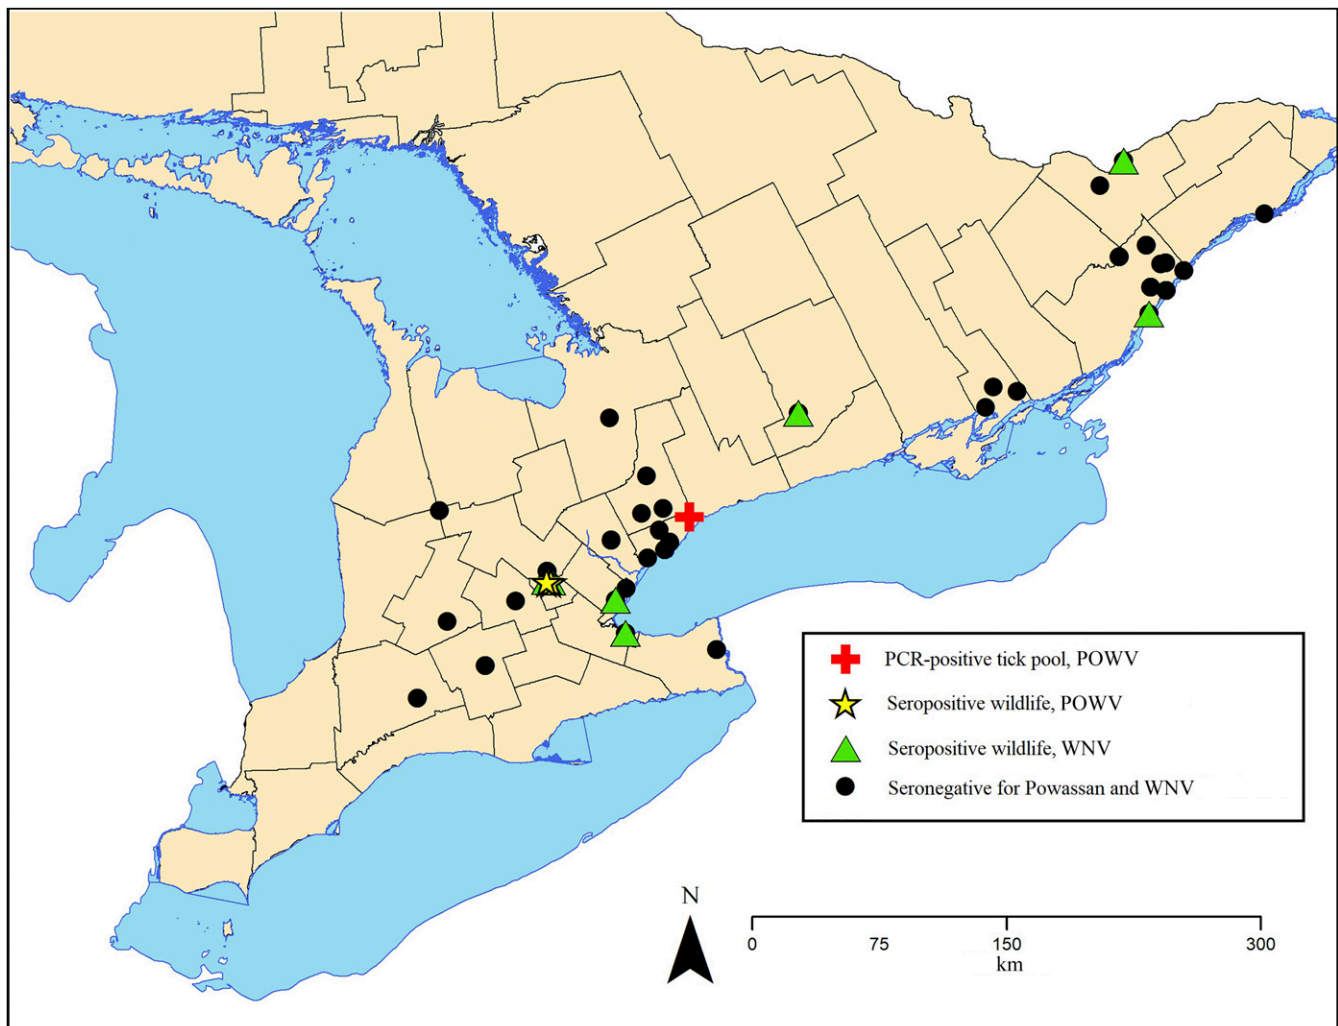 PCR-positive tick pool, POWV
Seropositive wildlife, POWV
Seropositive wildlife, WNV
Seronegative for Powassan and WNV
N
0 75 150 300
km